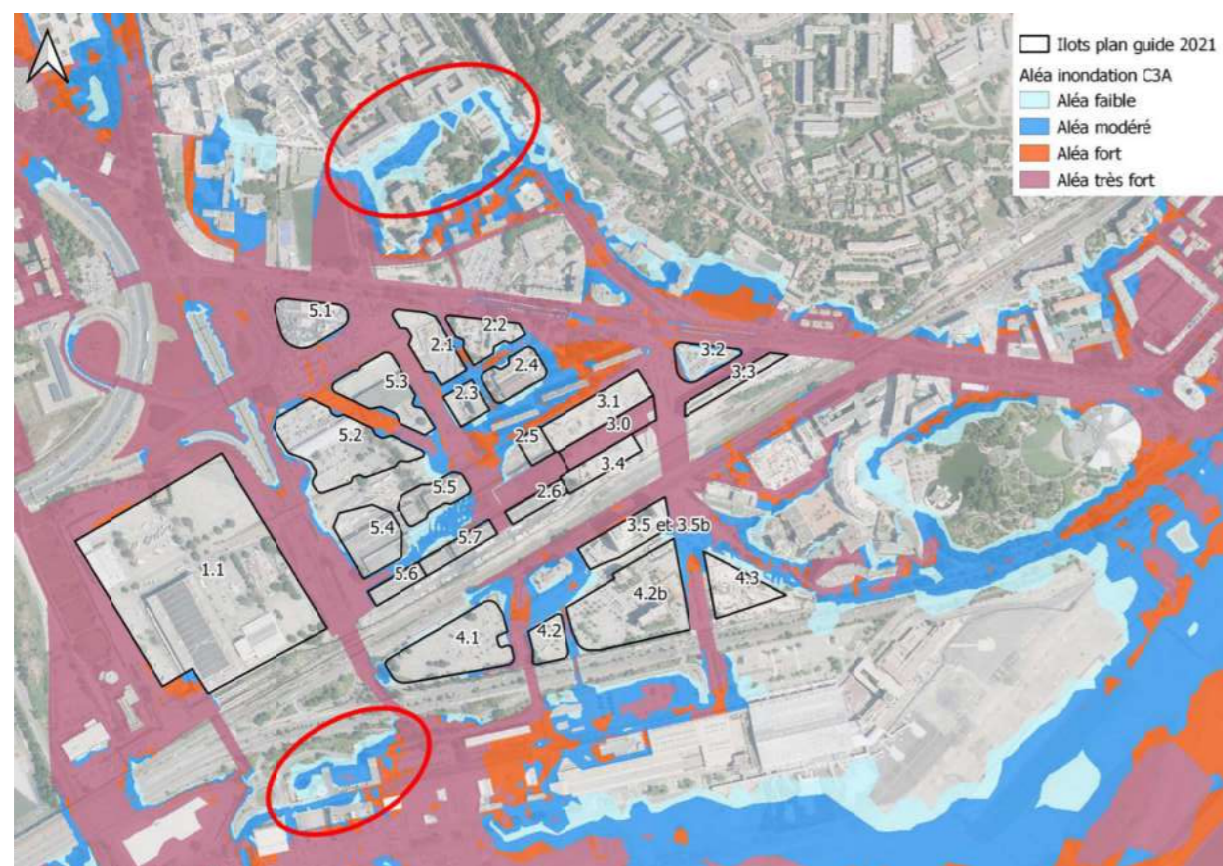 Ilots plan guide 2021
Aléa inondation C3A
Aléa faible
Aléa modéré
Aléa fort
Aléa très fort
5.1
2.1
2.2
2.4
2.3
5.3
5.2
3.2
3.3
3.1
3.0
2.5
3.4
2.6
5.5
5.4
5.7
5.6
1.1
3.5 et 3.5b
4.3
4.2b
4.2
4.1